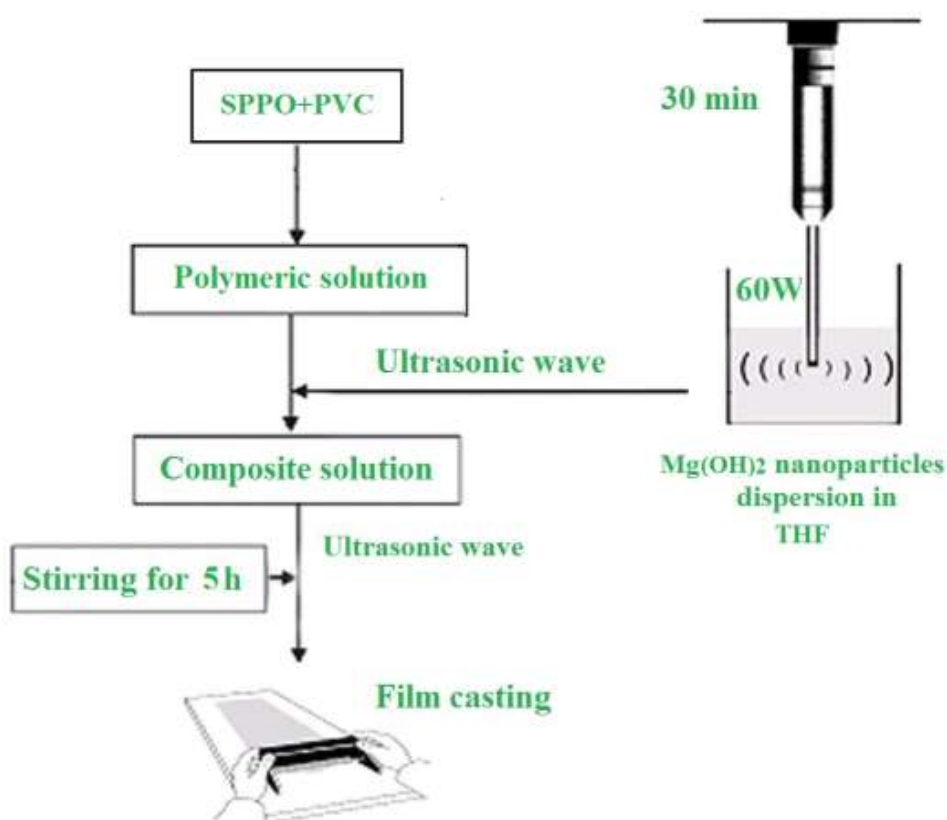 SPPO+PVC
30 min
Polymeric solution
60W
Ultrasonic wave
Composite solution
Mg(OH)2 nanoparticles
dispersion in
THF
Ultrasonic wave
Stirring for 5h
Film casting